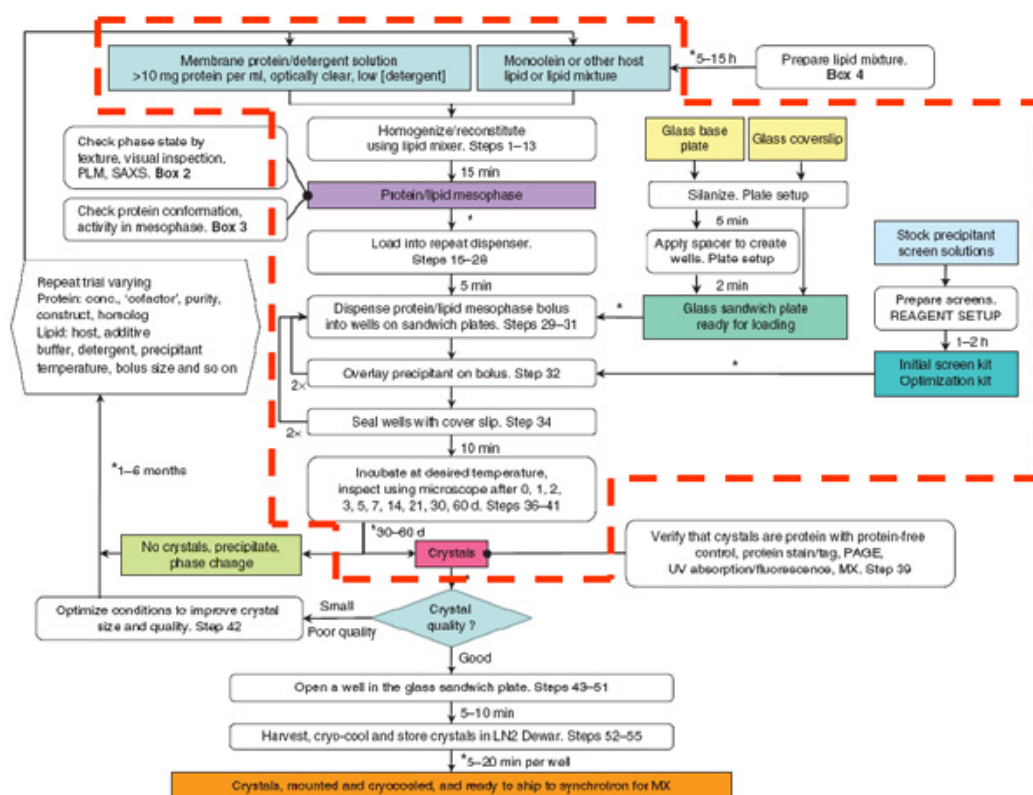 Membrane protein/detergent solution
>10 mg protein per ml, optically clear, low [detergent]
Monoolein or other host
lipid or lipid mixture
*5–15 h
Prepare lipid mixture.
Box 4
Homogenize/reconstitute
using lipid mixer. Steps 1–13
15 min
Check phase state by
texture, visual inspection,
PLM, SAXS. Box 2
Protein/lipid mesophase
Check protein conformation,
activity in mesophase. Box 3
*
Load into repeat dispenser.
Steps 15–28
5 min
Glass base
plate
Glass coverslip
Silanize. Plate setup
5 min
Apply spacer to create
wells. Plate setup
2 min
Glass sandwich plate
ready for loading
*
Stock precipitant
screen solutions
Prepare screens.
REAGENT SETUP
1–2 h
Initial screen kit
Optimization kit
*
Dispense protein/lipid mesophase bolus
into wells on sandwich plates. Steps 29–31
Overlay precipitant on bolus. Step 32
2×
Seal wells with cover slip. Step 34
2×
10 min
Incubate at desired temperature,
inspect using microscope after 0, 1, 2,
3, 5, 7, 14, 21, 30, 60 d. Steps 36–41
*30–60 d
Repeat trial varying
Protein: conc., 'cofactor', purity,
construct, homolog
Lipid: host, additive
buffer, detergent, precipitant
temperature, bolus size and so on
*1–6 months
No crystals, precipitate,
phase change
Crystals
Verify that crystals are protein with protein-free
control, protein stain/tag, PAGE,
UV absorption/fluorescence, MX. Step 39
*
Optimize conditions to improve crystal
size and quality. Step 42
Small
Poor quality
Crystal
quality ?
Good
Open a well in the glass sandwich plate. Steps 43–51
5–10 min
Harvest, cryo-cool and store crystals in LN2 Dewar. Steps 52–55
*5–20 min per well
Crystals, mounted and cryocooled, and ready to ship to synchrotron for MX